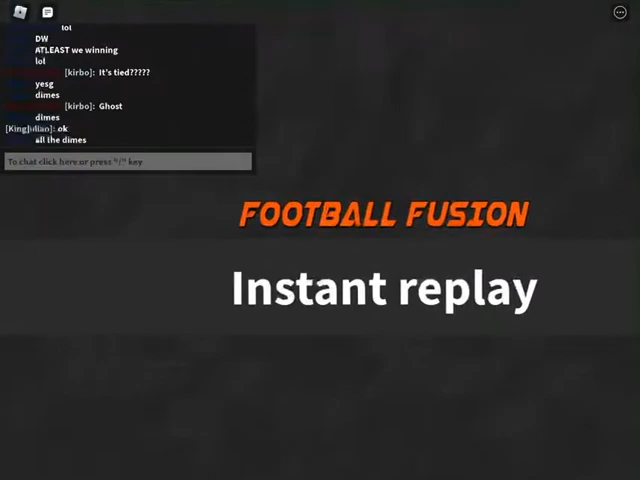 lol
DW
ATLEAST we winning
lol
[kirbo]: It's tied?????
yesg
dimes
[kirbo]: Ghost
dimes
[KingJulian]: ok
all the dimes
To chat click here or press "/" key
FOOTBALL FUSION
Instant replay